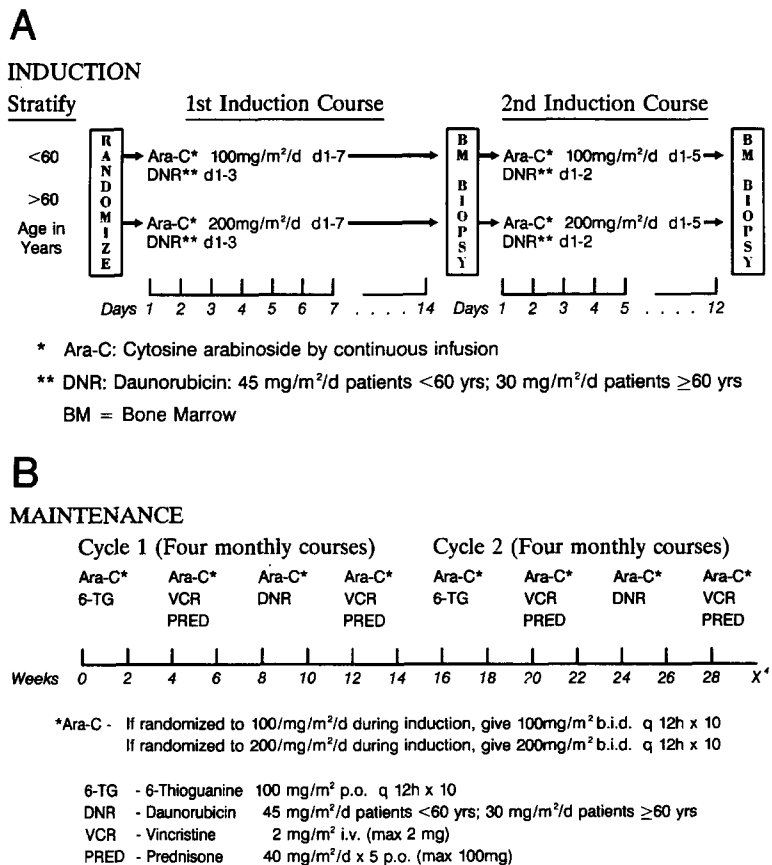 A
INDUCTION
Stratify 1st Induction Course 2nd Induction Course
<60
>60
Age in
Years
RANDOMIZE
Ara-C* 100mg/m²/d d1-7
DNR** d1-3
Ara-C* 200mg/m²/d d1-7
DNR** d1-3
BM BIOPSY
Ara-C* 100mg/m²/d d1-5
DNR** d1-2
Ara-C* 200mg/m²/d d1-5
DNR** d1-2
BM BIOPSY
Days 1 2 3 4 5 6 7 . . . . 14 1 2 3 4 5 . . . . . 12
* Ara-C: Cytosine arabinoside by continuous infusion
** DNR: Daunorubicin: 45 mg/m²/d patients <60 yrs; 30 mg/m²/d patients ≥60 yrs
BM = Bone Marrow
B
MAINTENANCE
Cycle 1 (Four monthly courses) Cycle 2 (Four monthly courses)
Ara-C* Ara-C* Ara-C* Ara-C* Ara-C* Ara-C* Ara-C* Ara-C*
6-TG VCR DNR VCR 6-TG VCR DNR VCR
PRED PRED PRED PRED
Weeks 0 2 4 6 8 10 12 14 16 18 20 22 24 26 28 X⁴
*Ara-C - If randomized to 100/mg/m²/d during induction, give 100mg/m² b.i.d. q 12h x 10
If randomized to 200/mg/m²/d during induction, give 200mg/m² b.i.d. q 12h x 10
6-TG - 6-Thioguanine 100 mg/m² p.o. q 12h x 10
DNR - Daunorubicin 45 mg/m²/d patients <60 yrs; 30 mg/m²/d patients ≥60 yrs
VCR - Vincristine 2 mg/m² i.v. (max 2 mg)
PRED - Prednisone 40 mg/m²/d x 5 p.o. (max 100mg)